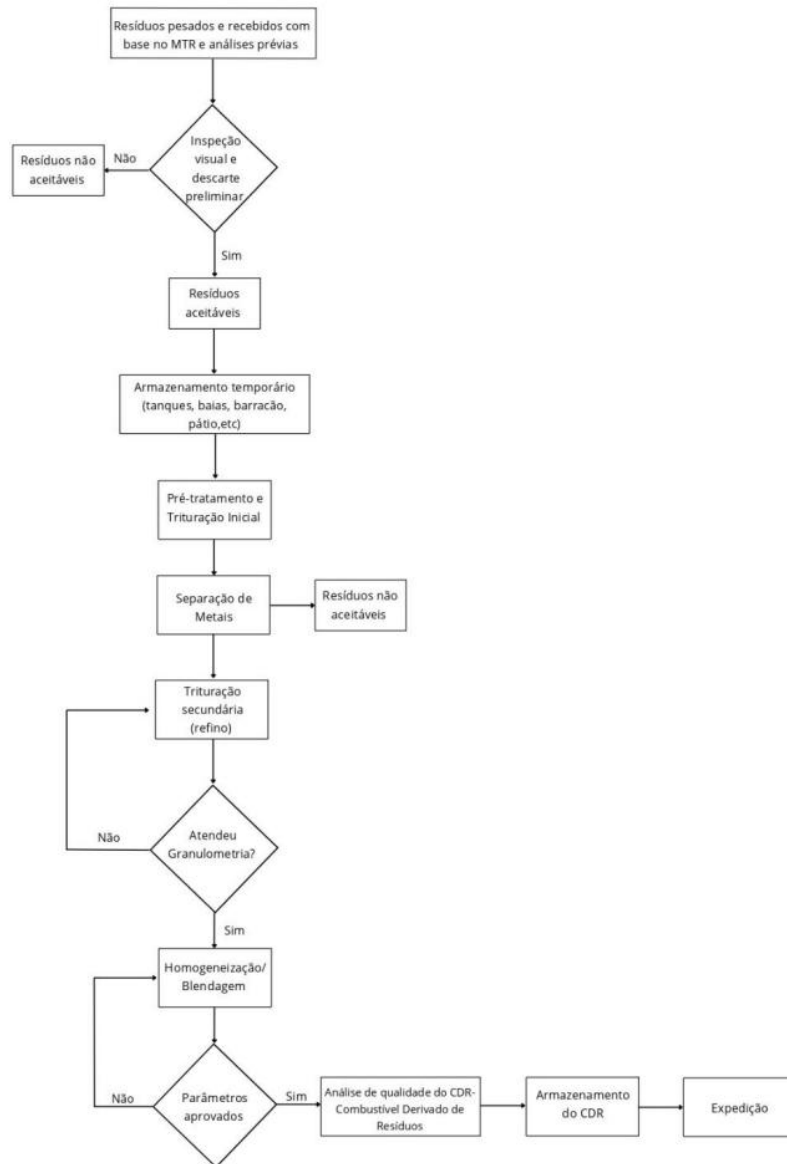 Resíduos pesados e recebidos com
base no MTR e análises prévias
Inspeção
visual e
descarte
preliminar
Não
Resíduos não
aceitáveis
Sim
Resíduos
aceitáveis
Armazenamento temporário
(tanques, baias, barracão,
pátio,etc)
Pré-tratamento e
Trituração Inicial
Separação de
Metais
Resíduos não
aceitáveis
Trituração
secundária
(refino)
Atendeu
Granulometria?
Não
Sim
Homogeneização/
Blendagem
Parâmetros
aprovados
Não
Sim
Análise de qualidade do CDR-
Combustível Derivado de
Resíduos
Armazenamento
do CDR
Expedição